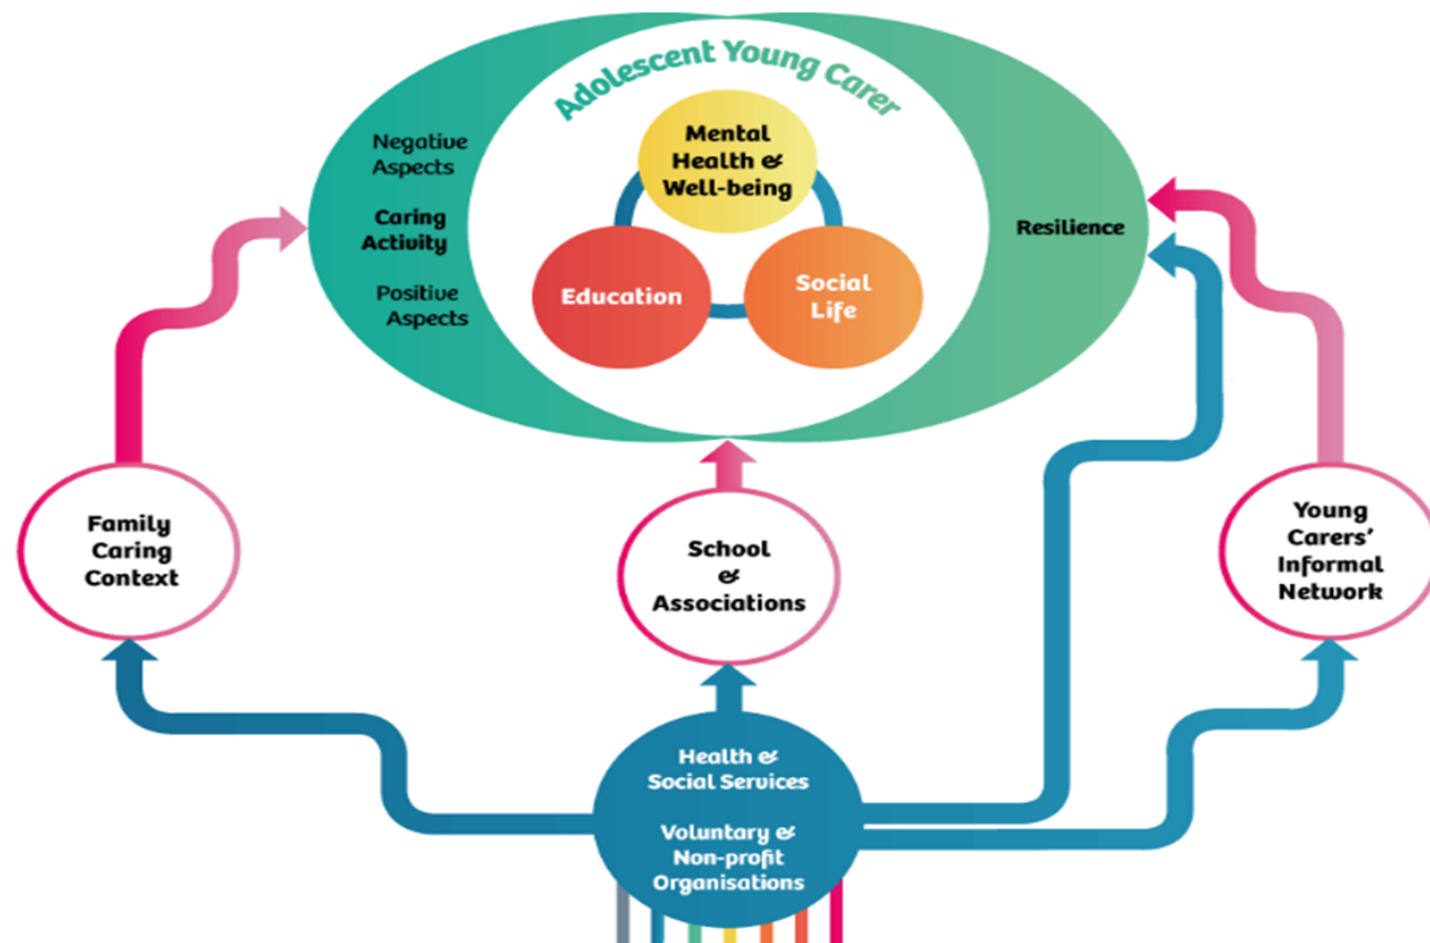 Adolescent Young Carer
Mental
Health &
Well-being
Negative
Aspects
Caring
Activity
Positive
Aspects
Education
Social
Life
Resilience
Family
Caring
Context
School
&
Associations
Young
Carers’
Informal
Network
Health &
Social Services
Voluntary &
Non-profit
Organisations